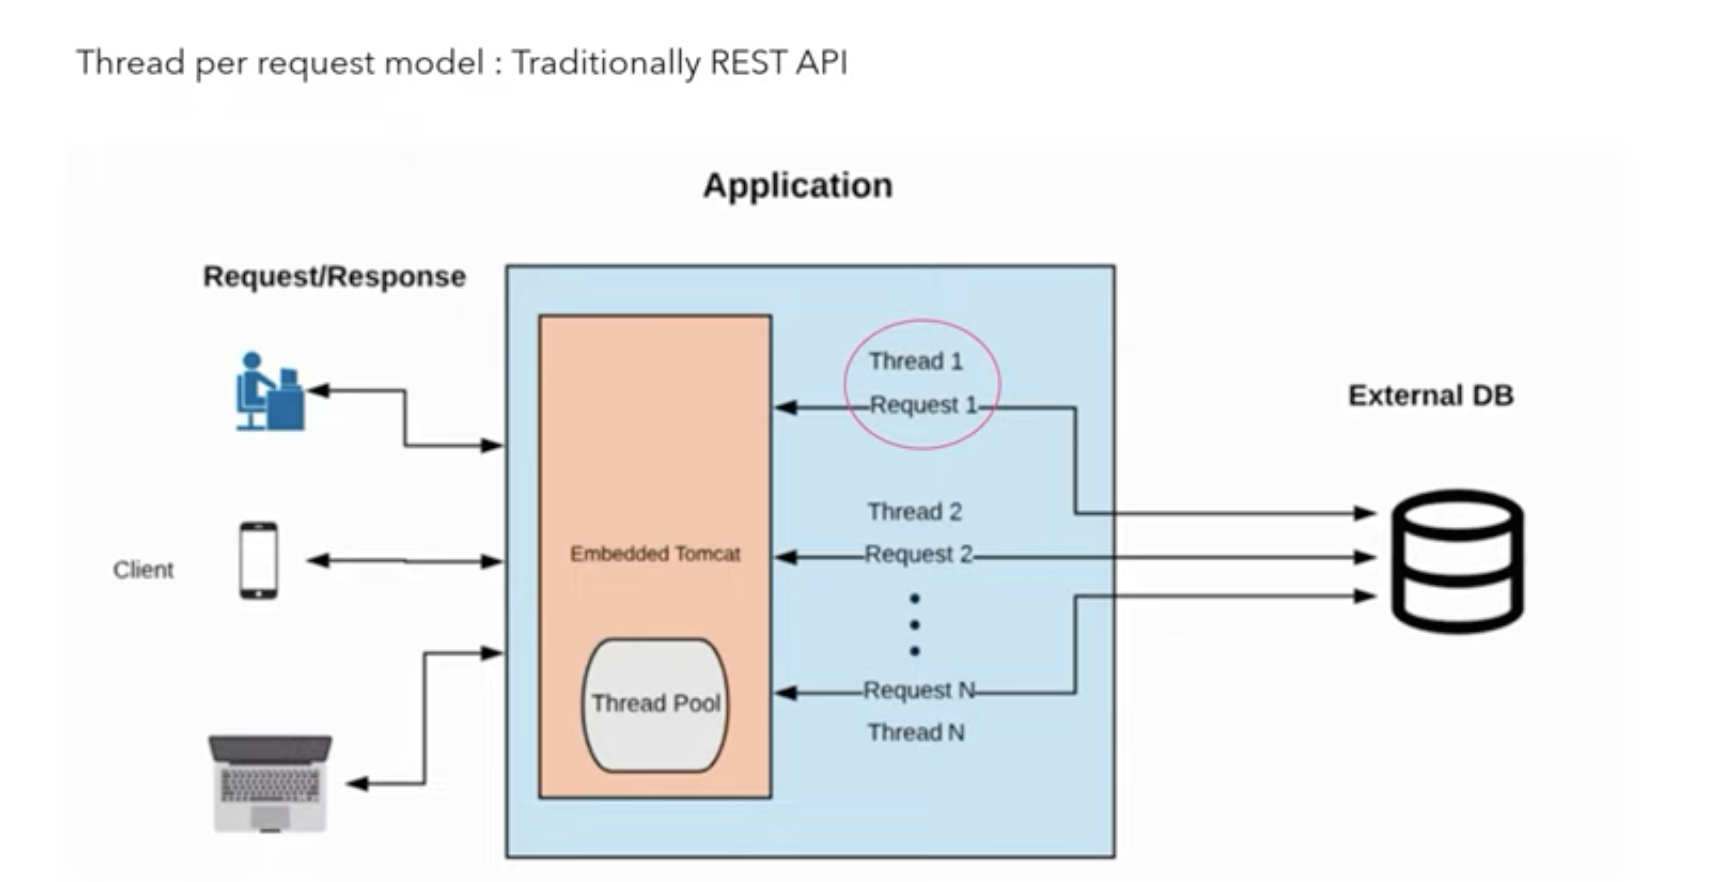 Thread per request model : Traditionally REST API
Application
Request/Response
Client
Embedded Tomcat
Thread Pool
Thread 1
Request 1
Thread 2
Request 2
Request N
Thread N
External DB